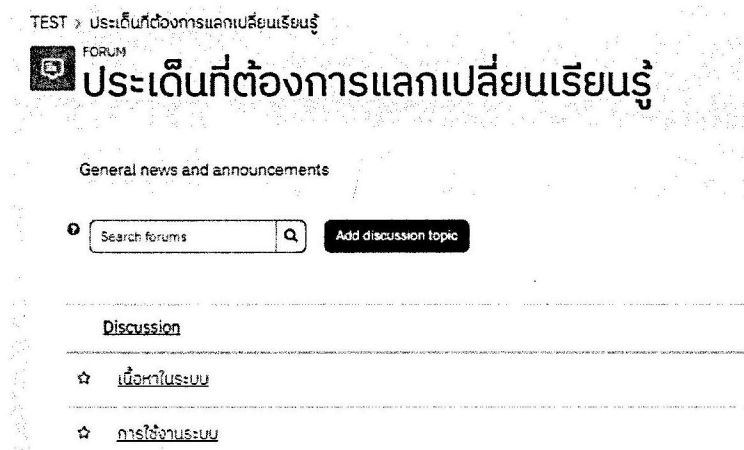 TEST > ประเด็นที่ต้องการแลกเปลี่ยนเรียนรู้
FORUM
ประเด็นที่ต้องการแลกเปลี่ยนเรียนรู้
General news and announcements
Search forums
Add discussion topic
Discussion
เนื้อหาในระบบ
การใช้งานระบบ